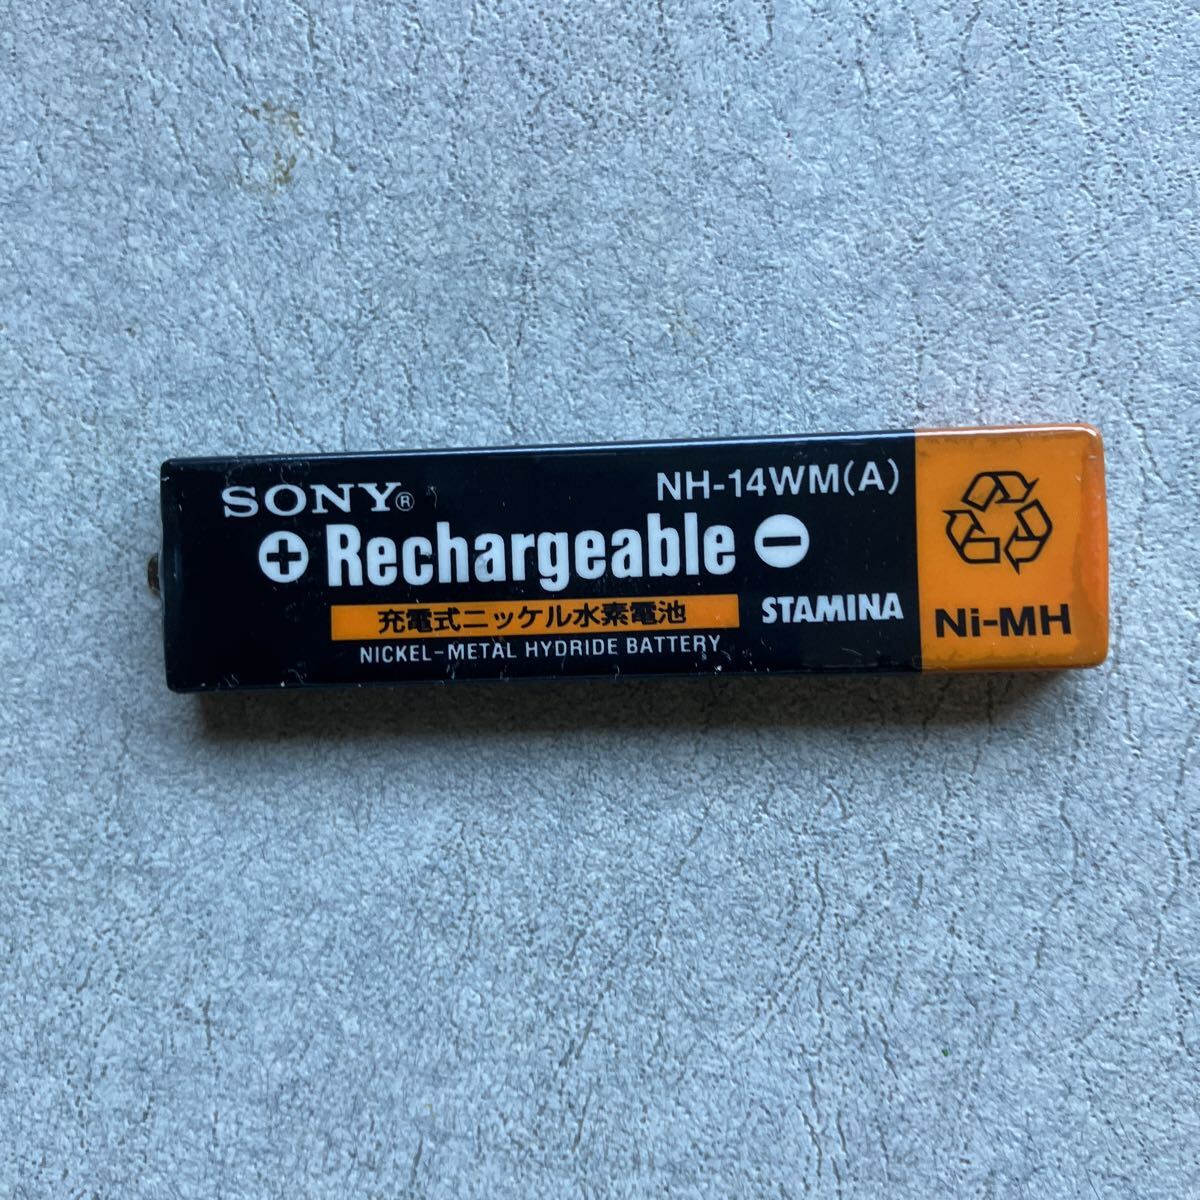 SONY®
NH-14WM(A)
+ Rechargeable −
充電式ニッケル水素電池
STAMINA
NICKEL-METAL HYDRIDE BATTERY
Ni-MH